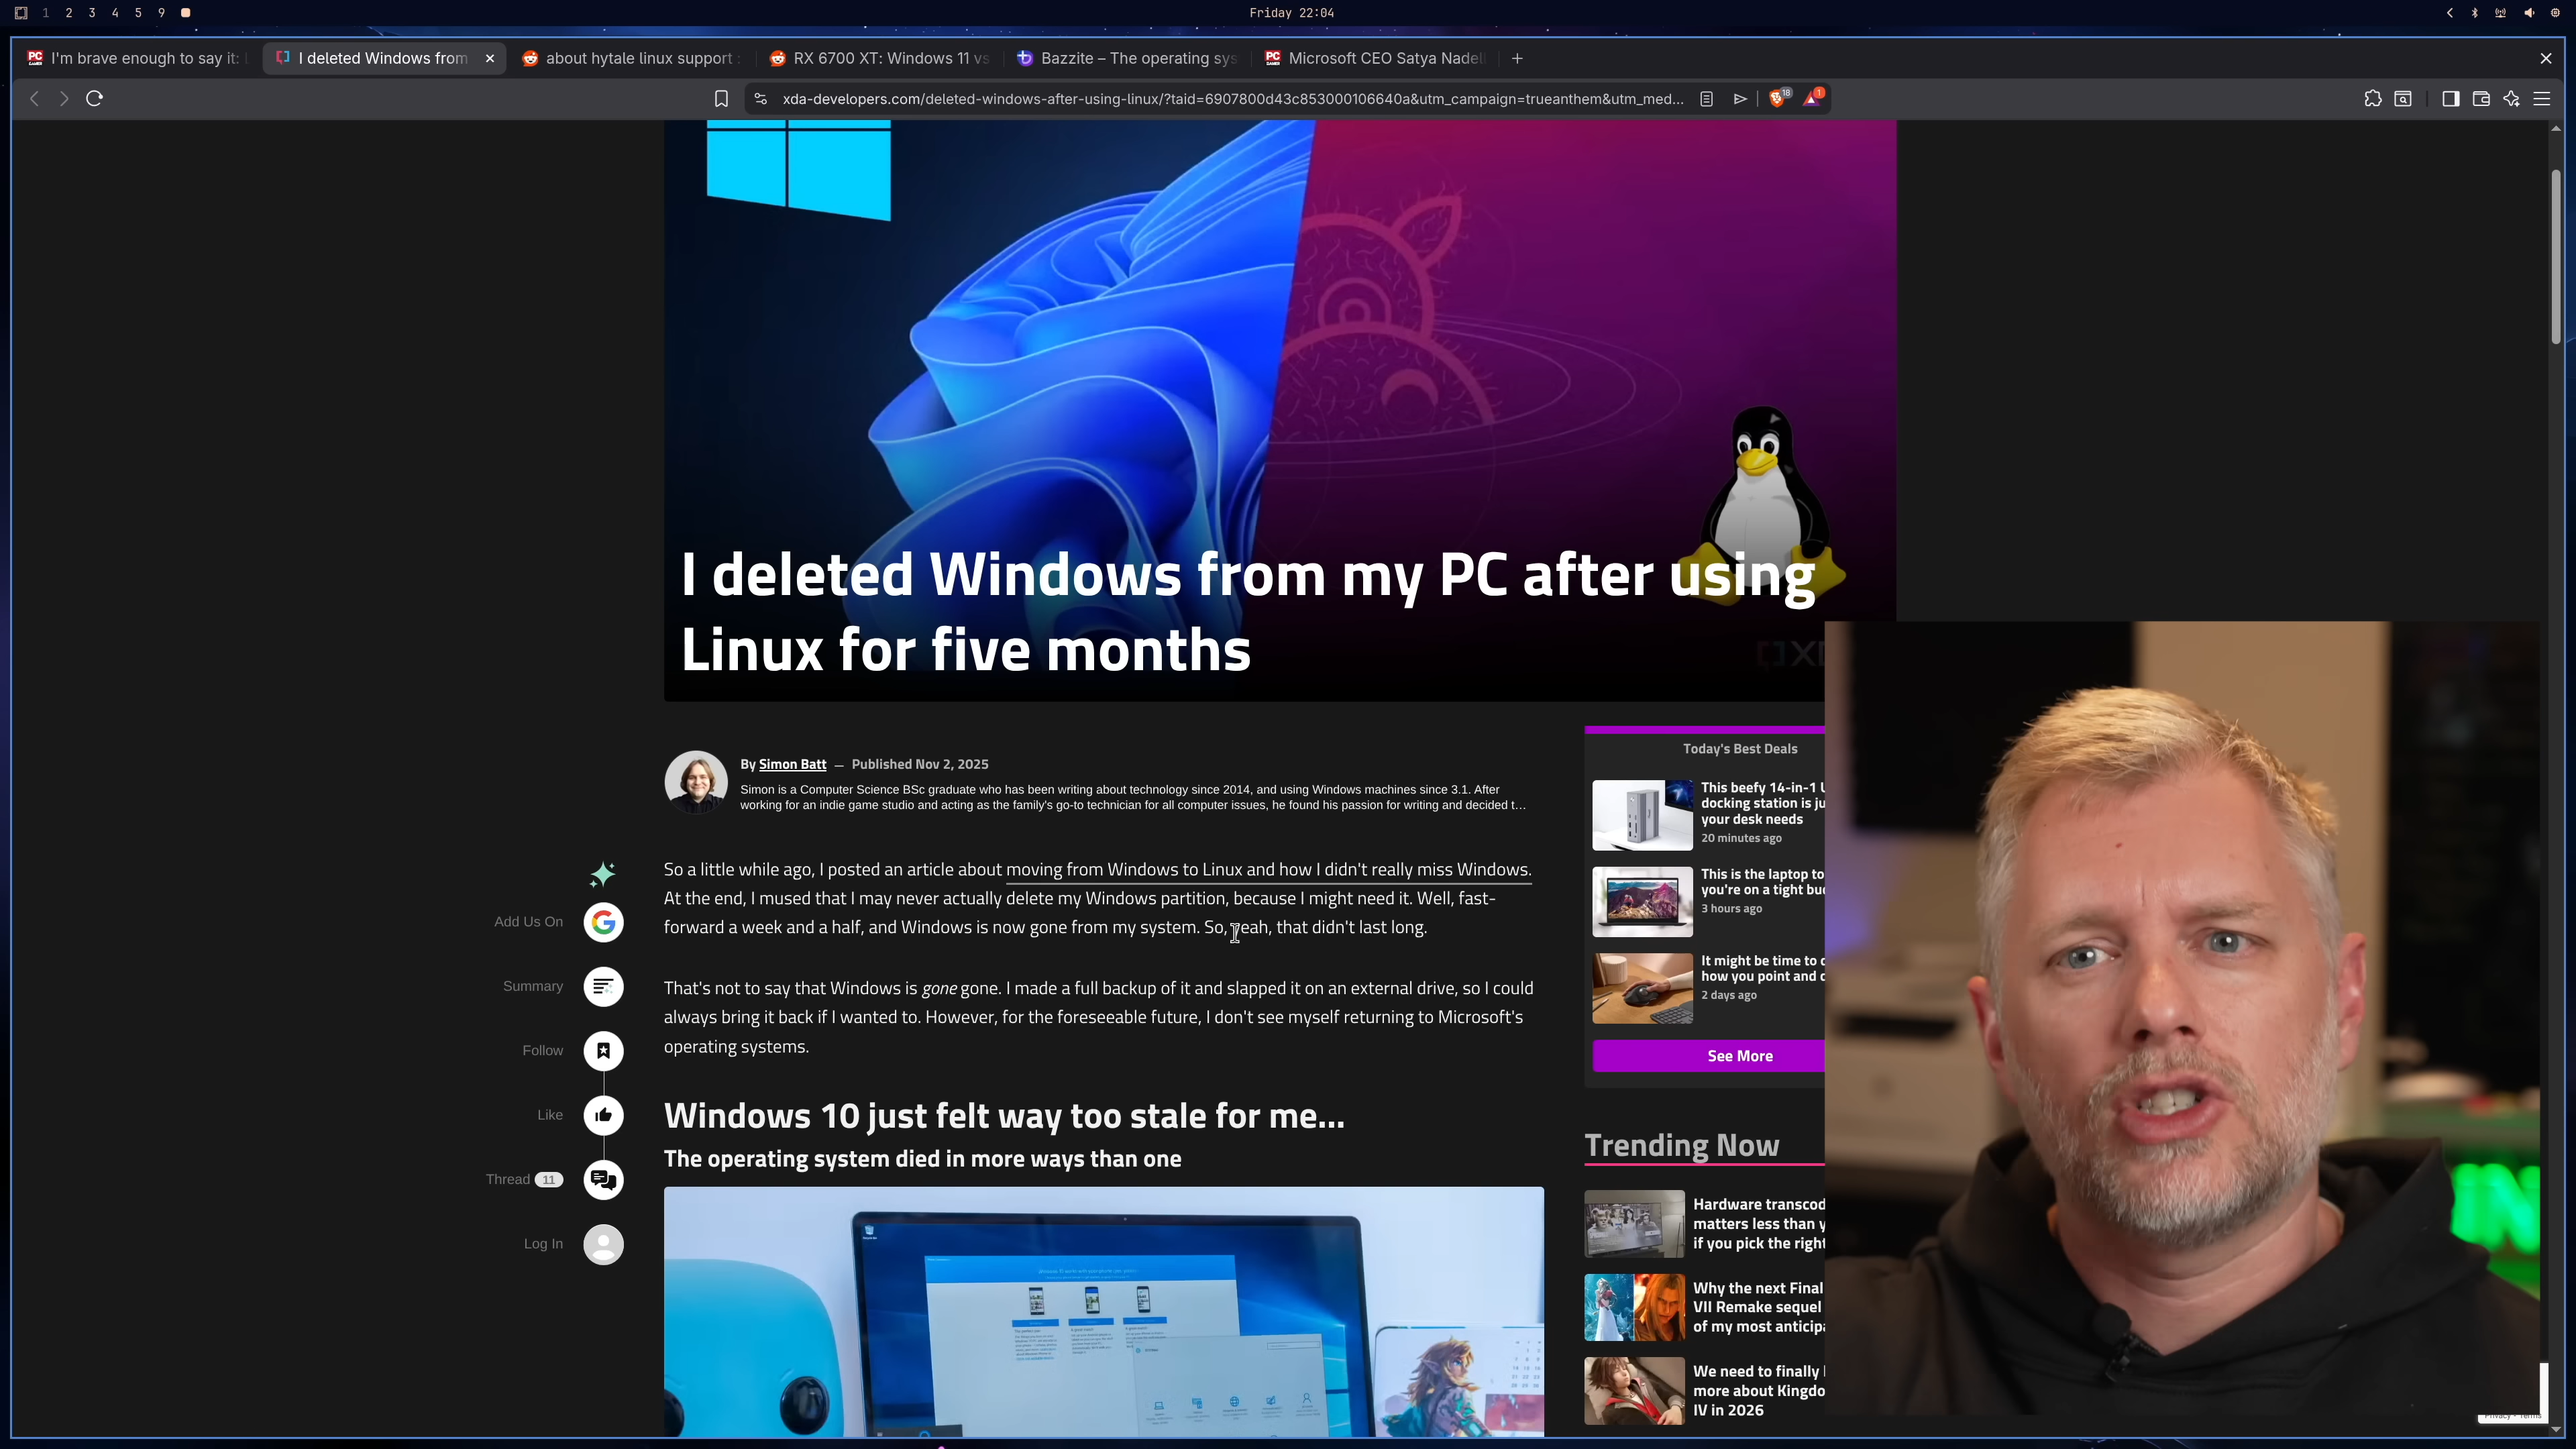 1 2 3 4 5 9
Friday 22:04
I'm brave enough to say it:
I deleted Windows from
about hytale linux support
RX 6700 XT: Windows 11 vs
Bazzite – The operating sys
Microsoft CEO Satya Nadel
xda-developers.com/deleted-windows-after-using-linux/?taid=6907800d43c853000106640a&utm_campaign=trueanthem&utm_med...
18
1
I deleted Windows from my PC after using
Linux for five months
By Simon Batt — Published Nov 2, 2025
Simon is a Computer Science BSc graduate who has been writing about technology since 2014, and using Windows machines since 3.1. After
working for an indie game studio and acting as the family's go-to technician for all computer issues, he found his passion for writing and decided t...
So a little while ago, I posted an article about moving from Windows to Linux and how I didn't really miss Windows.
At the end, I mused that I may never actually delete my Windows partition, because I might need it. Well, fast-
forward a week and a half, and Windows is now gone from my system. So, yeah, that didn't last long.
That's not to say that Windows is gone gone. I made a full backup of it and slapped it on an external drive, so I could
always bring it back if I wanted to. However, for the foreseeable future, I don't see myself returning to Microsoft's
operating systems.
Windows 10 just felt way too stale for me...
The operating system died in more ways than one
Add Us On
Summary
Follow
Like
Thread 11
Log In
Today's Best Deals
This beefy 14-in-1 U
docking station is ju
your desk needs
20 minutes ago
This is the laptop to
you're on a tight bu
3 hours ago
It might be time to c
how you point and c
2 days ago
See More
Trending Now
Hardware transcod
matters less than y
if you pick the right
Why the next Final
VII Remake sequel
of my most anticipa
We need to finally
more about Kingdo
IV in 2026
Privacy - Terms